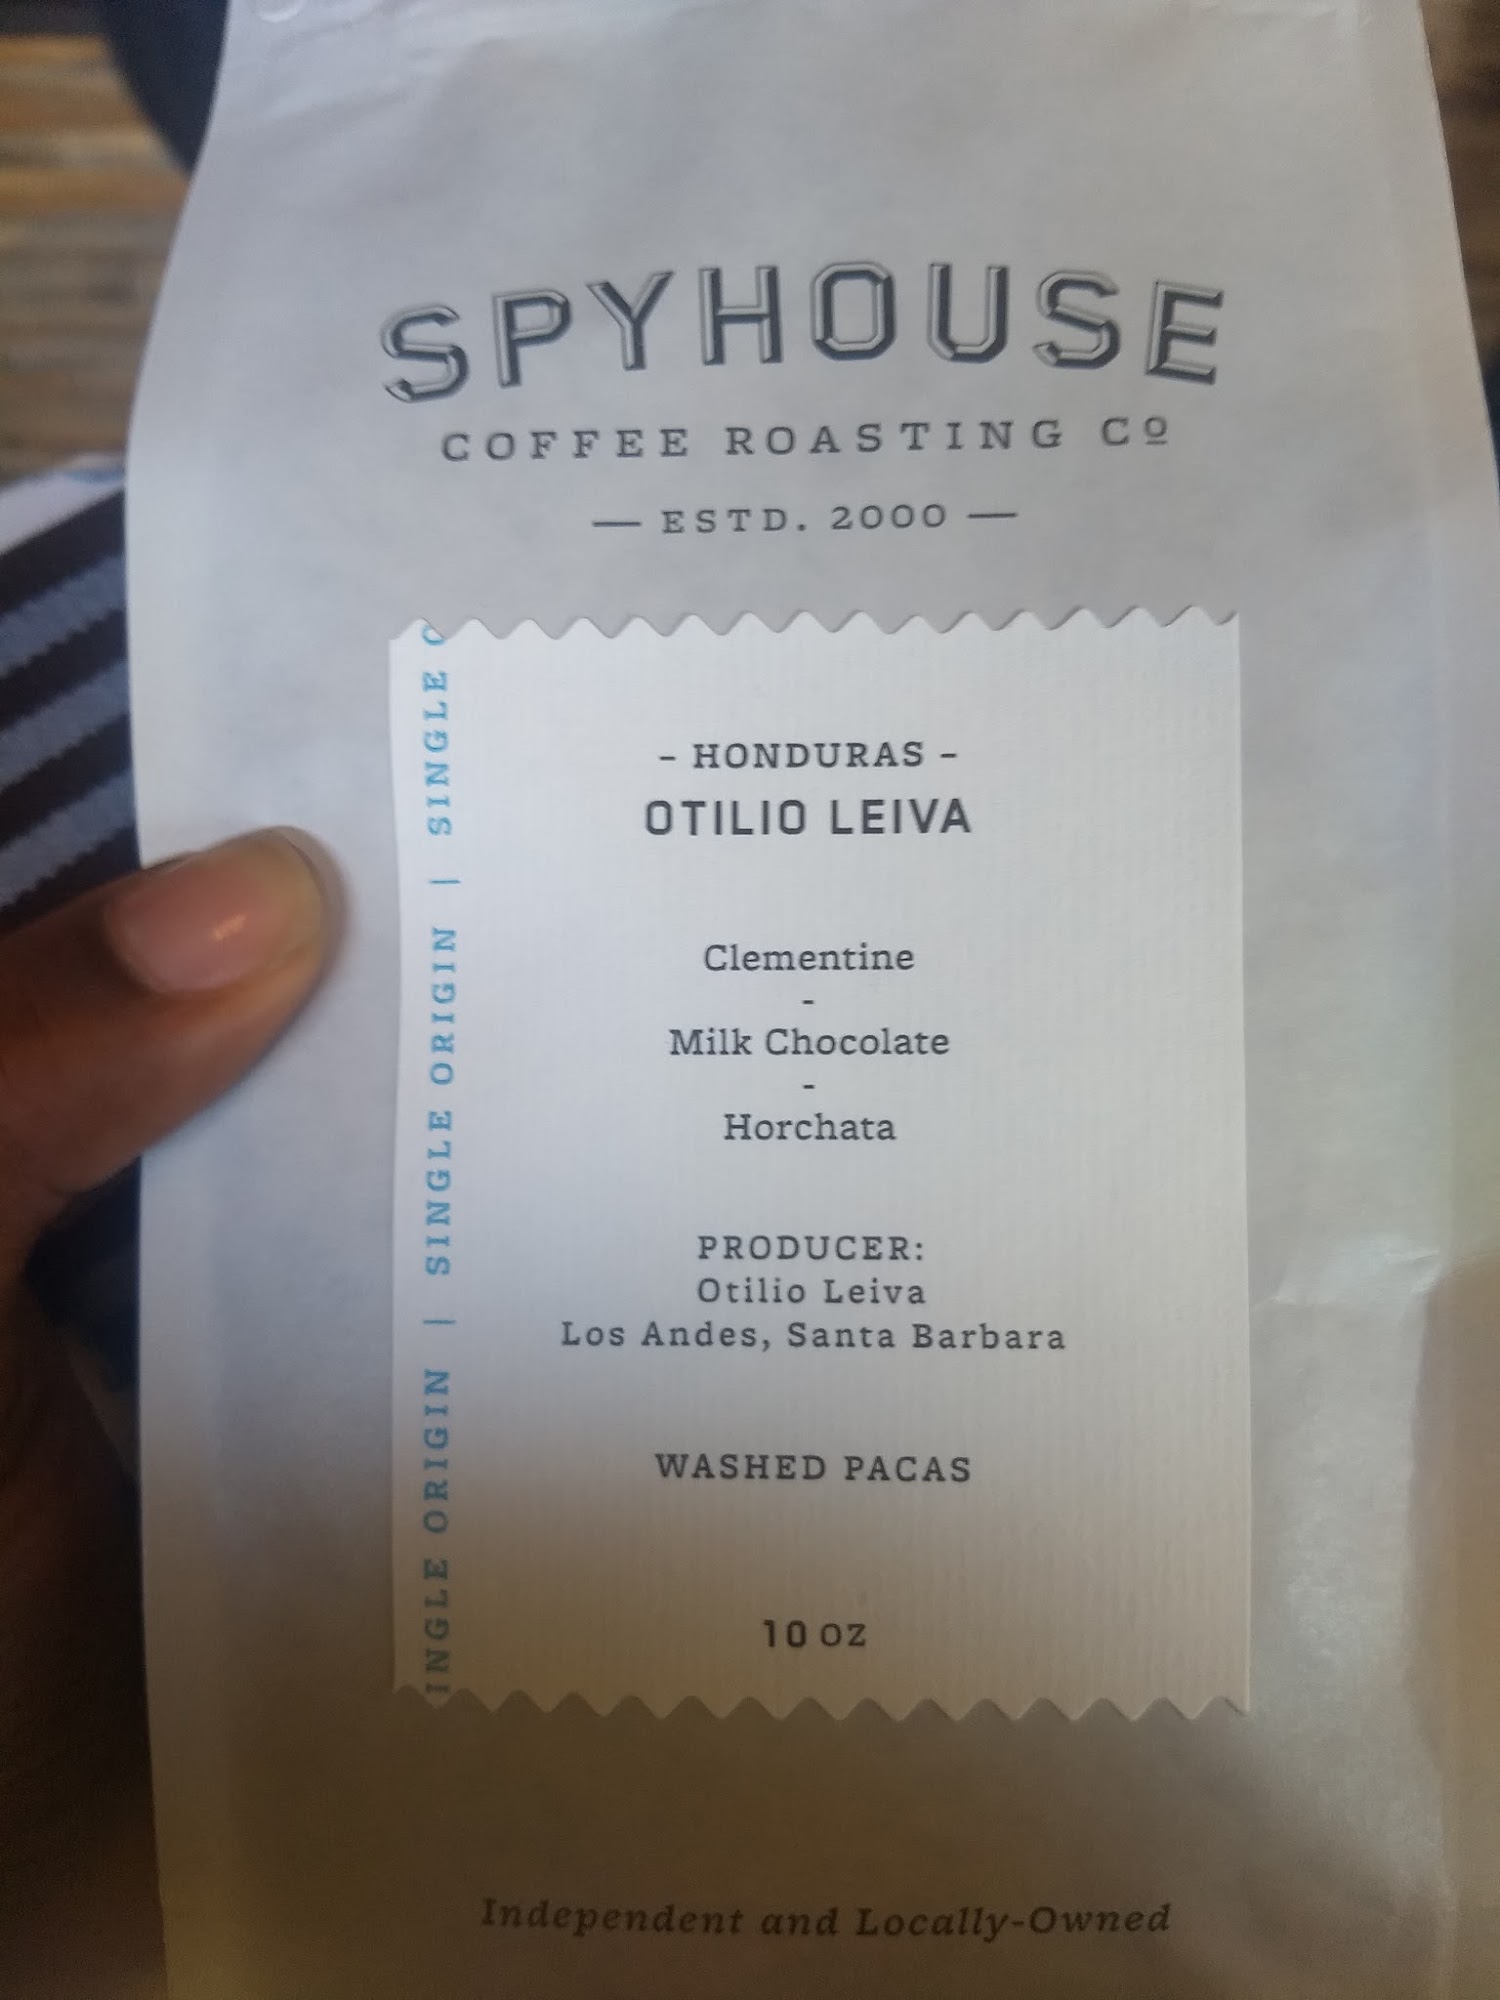 SPYHOUSE
COFFEE ROASTING Cº
— ESTD. 2000 —
SINGLE ORIGIN | SINGLE ORIGIN | SINGLE
- HONDURAS -
OTILIO LEIVA
Clementine
-
Milk Chocolate
-
Horchata
PRODUCER:
Otilio Leiva
Los Andes, Santa Barbara
WASHED PACAS
10 OZ
Independent and Locally-Owned